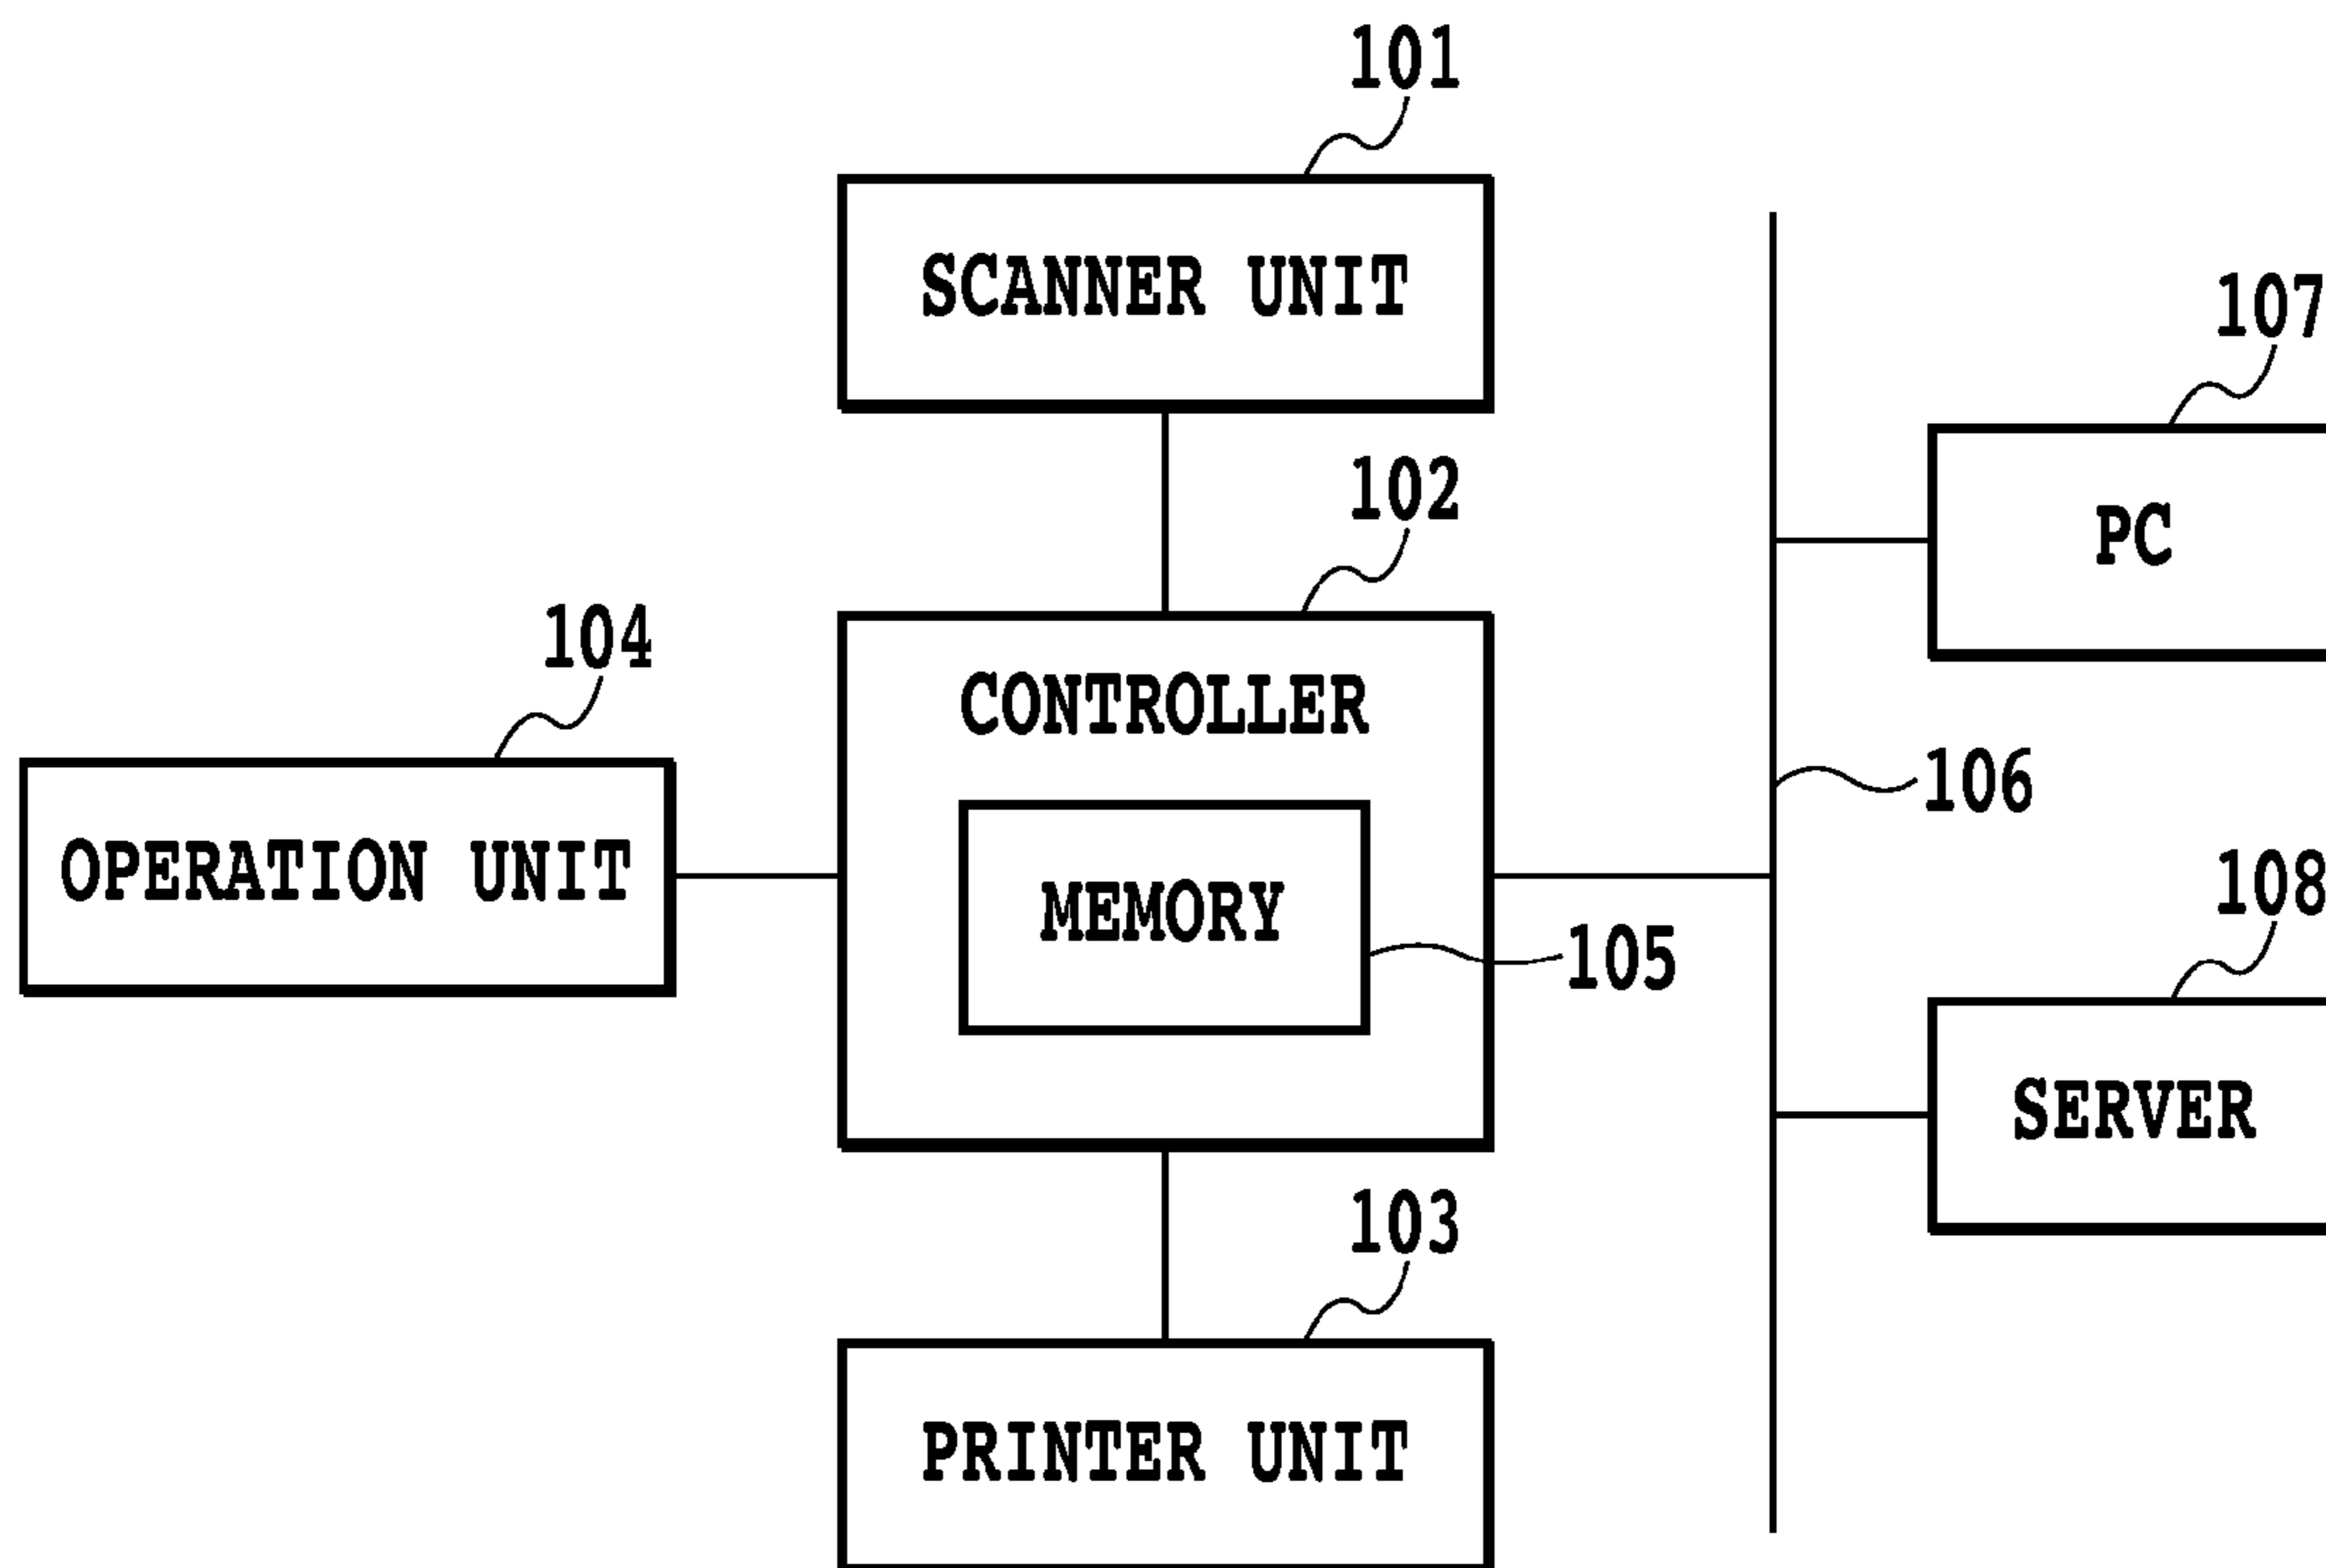 101
SCANNER UNIT
107
102
PC
104
CONTROLLER
106
OPERATION UNIT
MEMORY
108
105
SERVER
103
PRINTER UNIT